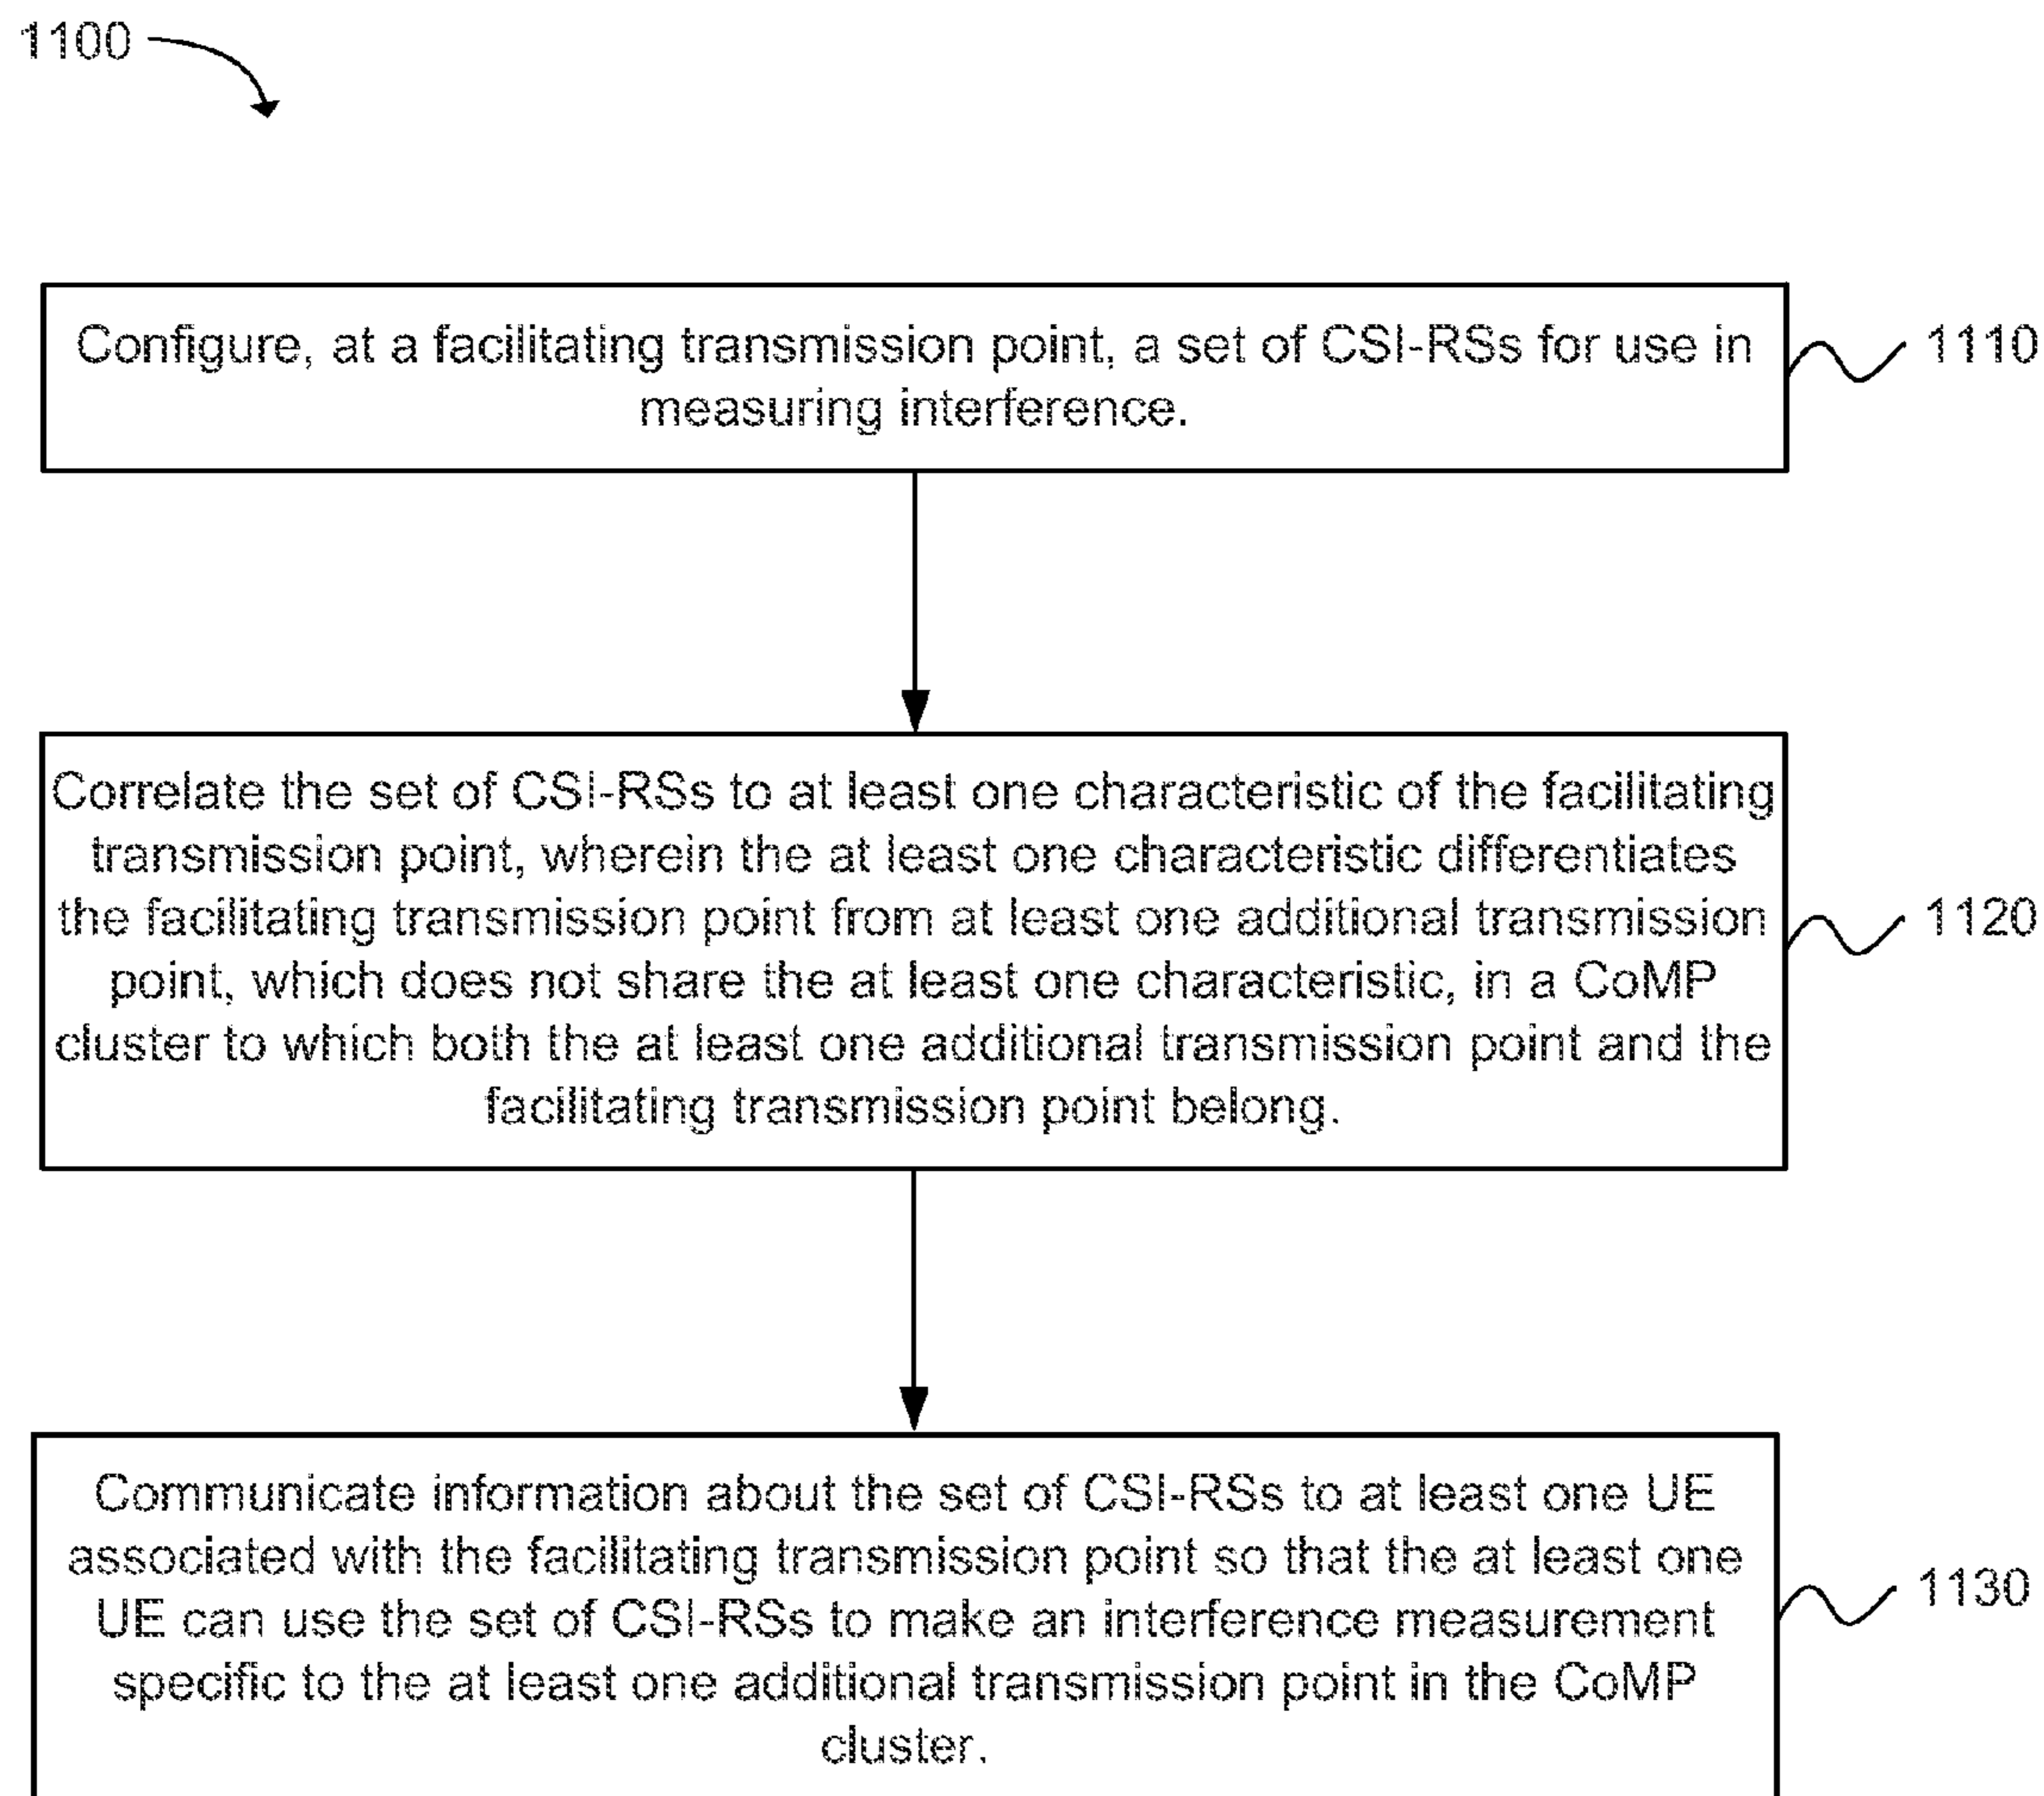 1100
Configure, at a facilitating transmission point, a set of CSI-RSs for use in
measuring interference.
1110
Correlate the set of CSI-RSs to at least one characteristic of the facilitating
transmission point, wherein the at least one characteristic differentiates
the facilitating transmission point from at least one additional transmission
point, which does not share the at least one characteristic, in a CoMP
cluster to which both the at least one additional transmission point and the
facilitating transmission point belong.
1120
Communicate information about the set of CSI-RSs to at least one UE
associated with the facilitating transmission point so that the at least one
UE can use the set of CSI-RSs to make an interference measurement
specific to the at least one additional transmission point in the CoMP
cluster.
1130